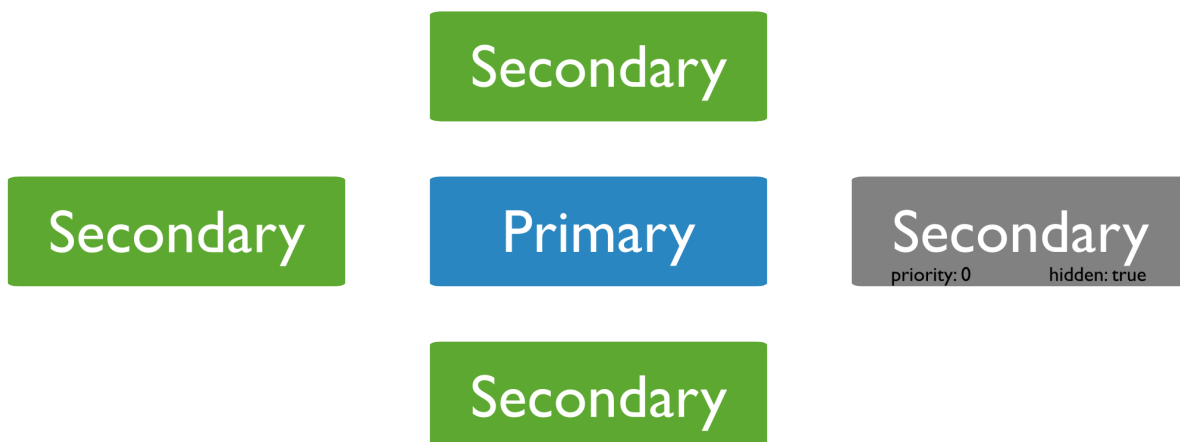 Secondary
Secondary
Primary
Secondary
priority: 0
hidden: true
Secondary